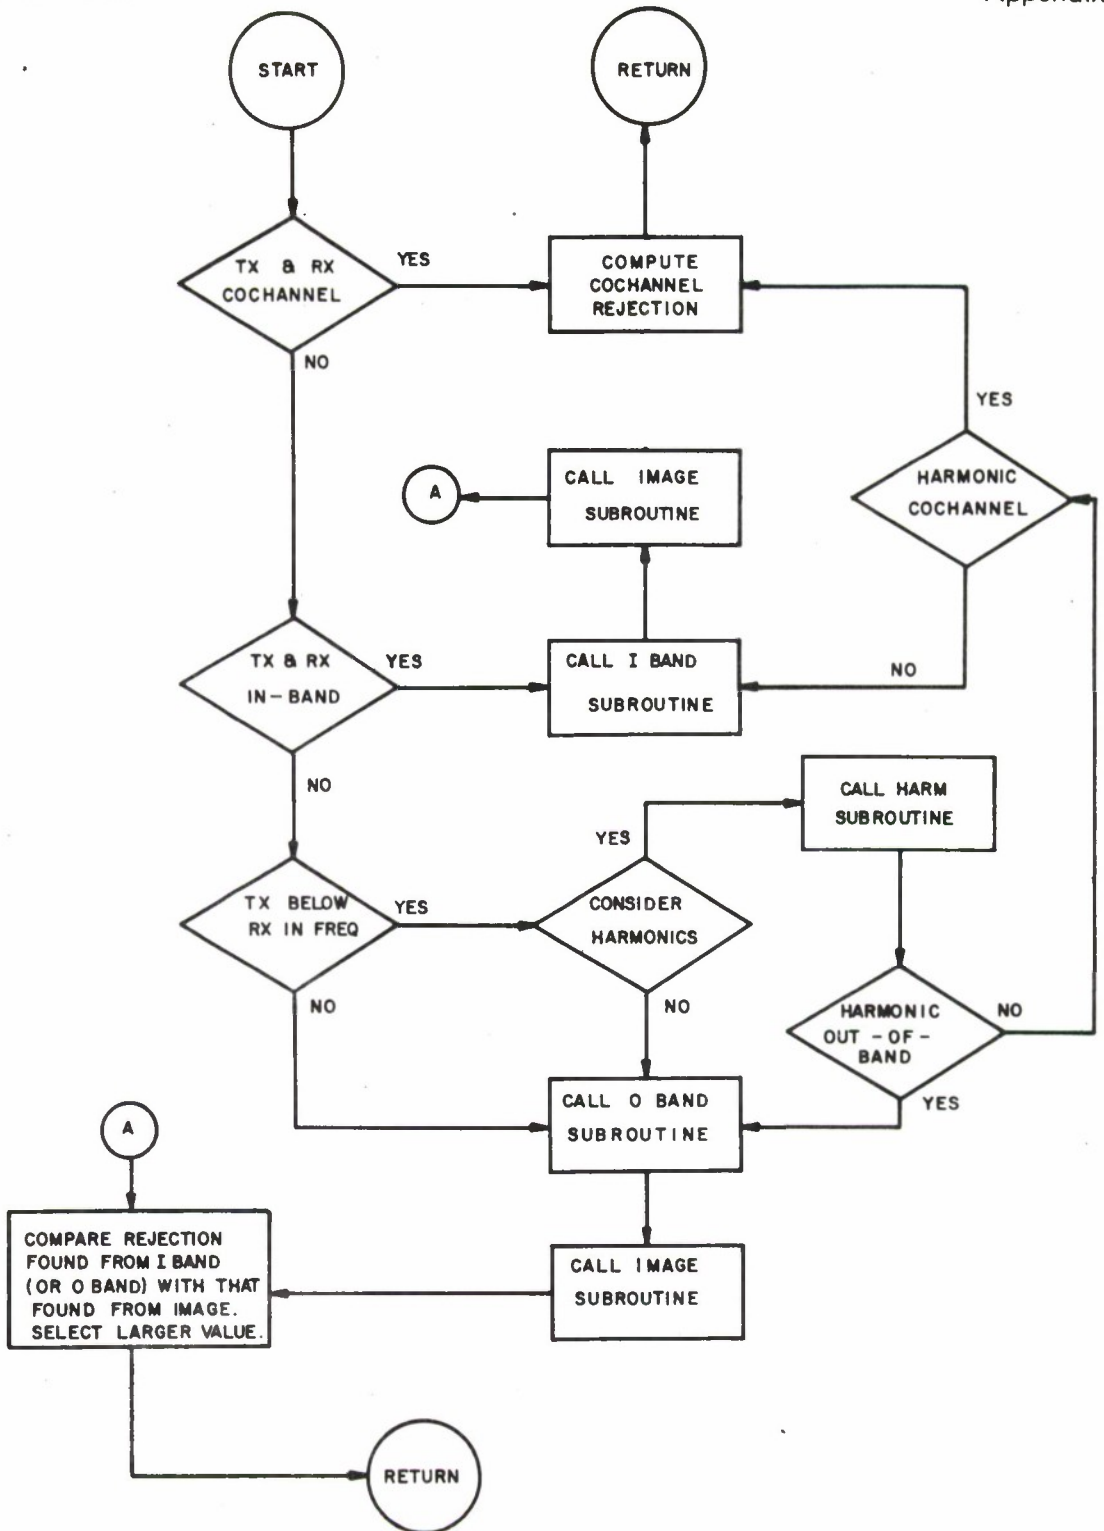 START
RETURN
TX & RX
COCHANNEL
YES
NO
COMPUTE
COCHANNEL
REJECTION
YES
HARMONIC
COCHANNEL
NO
CALL IMAGE
SUBROUTINE
A
TX & RX
IN-BAND
YES
NO
CALL I BAND
SUBROUTINE
CALL HARM
SUBROUTINE
TX BELOW
RX IN FREQ
YES
NO
YES
CONSIDER
HARMONICS
NO
HARMONIC
OUT-OF-
BAND
NO
YES
CALL O BAND
SUBROUTINE
A
COMPARE REJECTION
FOUND FROM I BAND
(OR O BAND) WITH THAT
FOUND FROM IMAGE.
SELECT LARGER VALUE.
CALL IMAGE
SUBROUTINE
RETURN